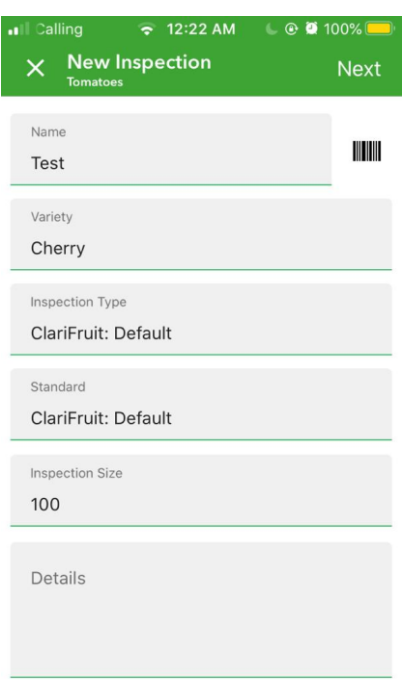 Calling 12:22 AM 100%
New Inspection
Tomatoes
Next
Name
Test
Variety
Cherry
Inspection Type
ClariFruit: Default
Standard
ClariFruit: Default
Inspection Size
100
Details